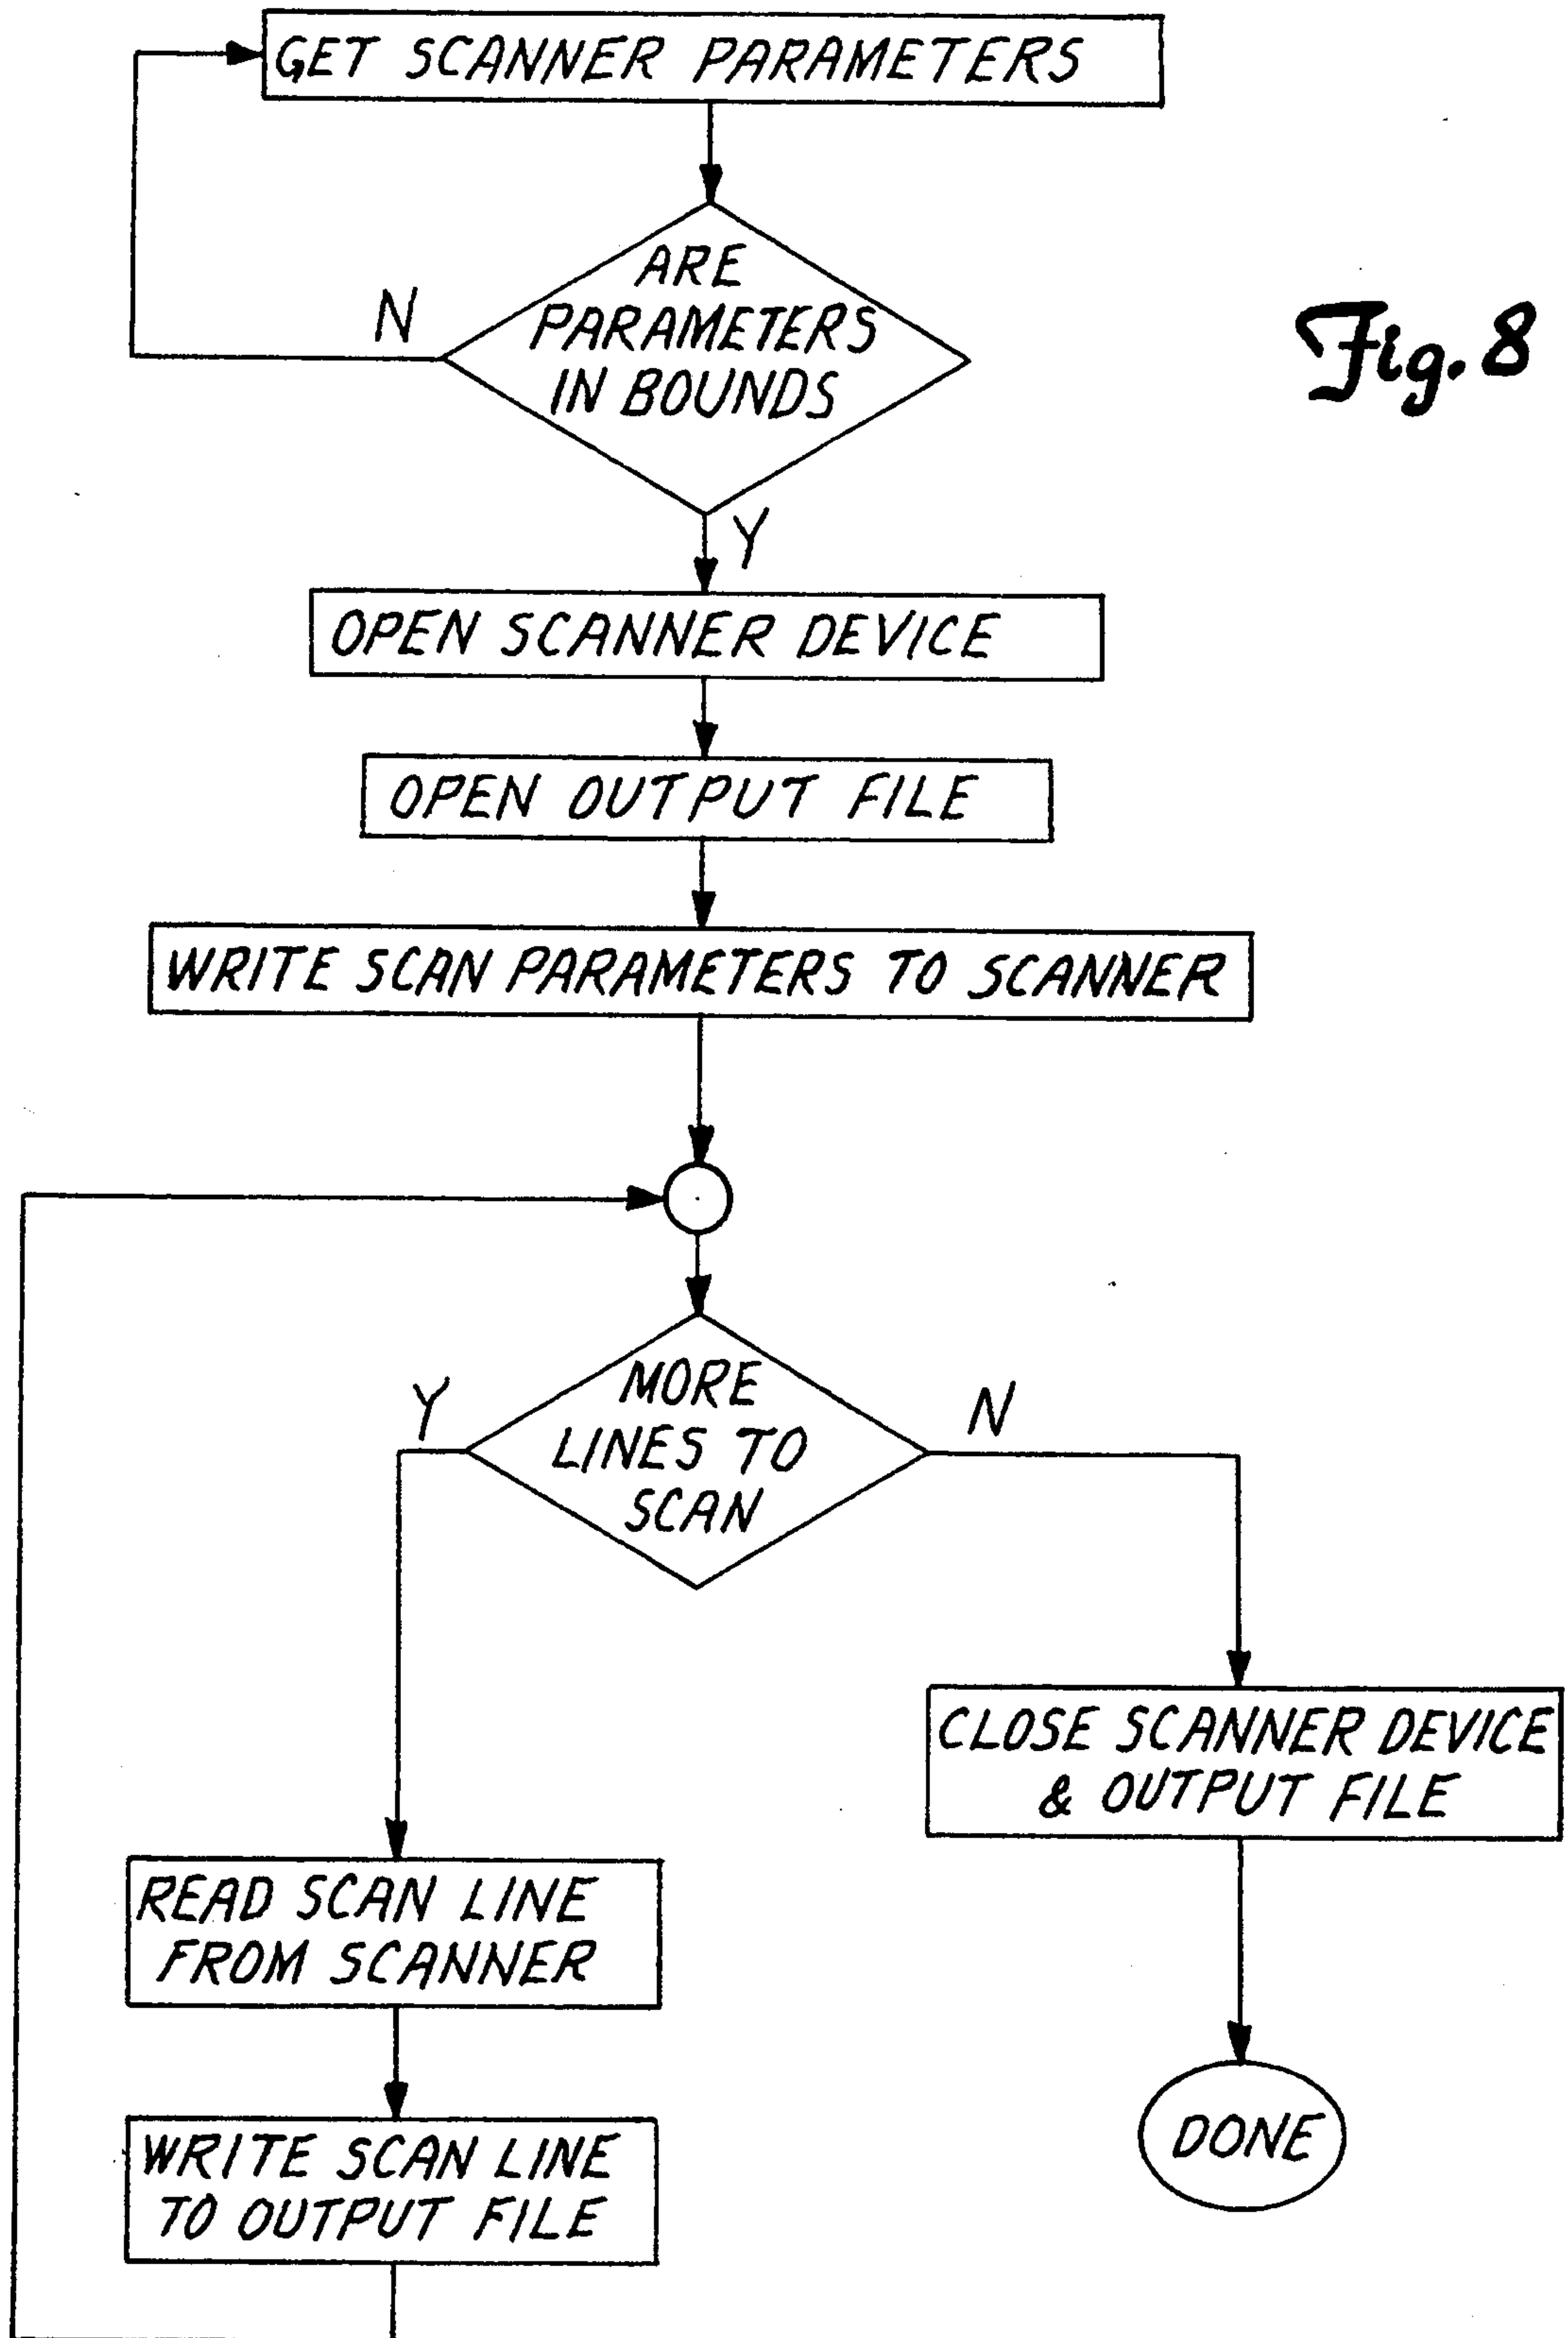 GET SCANNER PARAMETERS
ARE
PARAMETERS
IN BOUNDS
N
Fig. 8
Y
OPEN SCANNER DEVICE
OPEN OUTPUT FILE
WRITE SCAN PARAMETERS TO SCANNER
MORE
LINES TO
SCAN
Y
N
CLOSE SCANNER DEVICE
& OUTPUT FILE
READ SCAN LINE
FROM SCANNER
WRITE SCAN LINE
TO OUTPUT FILE
DONE